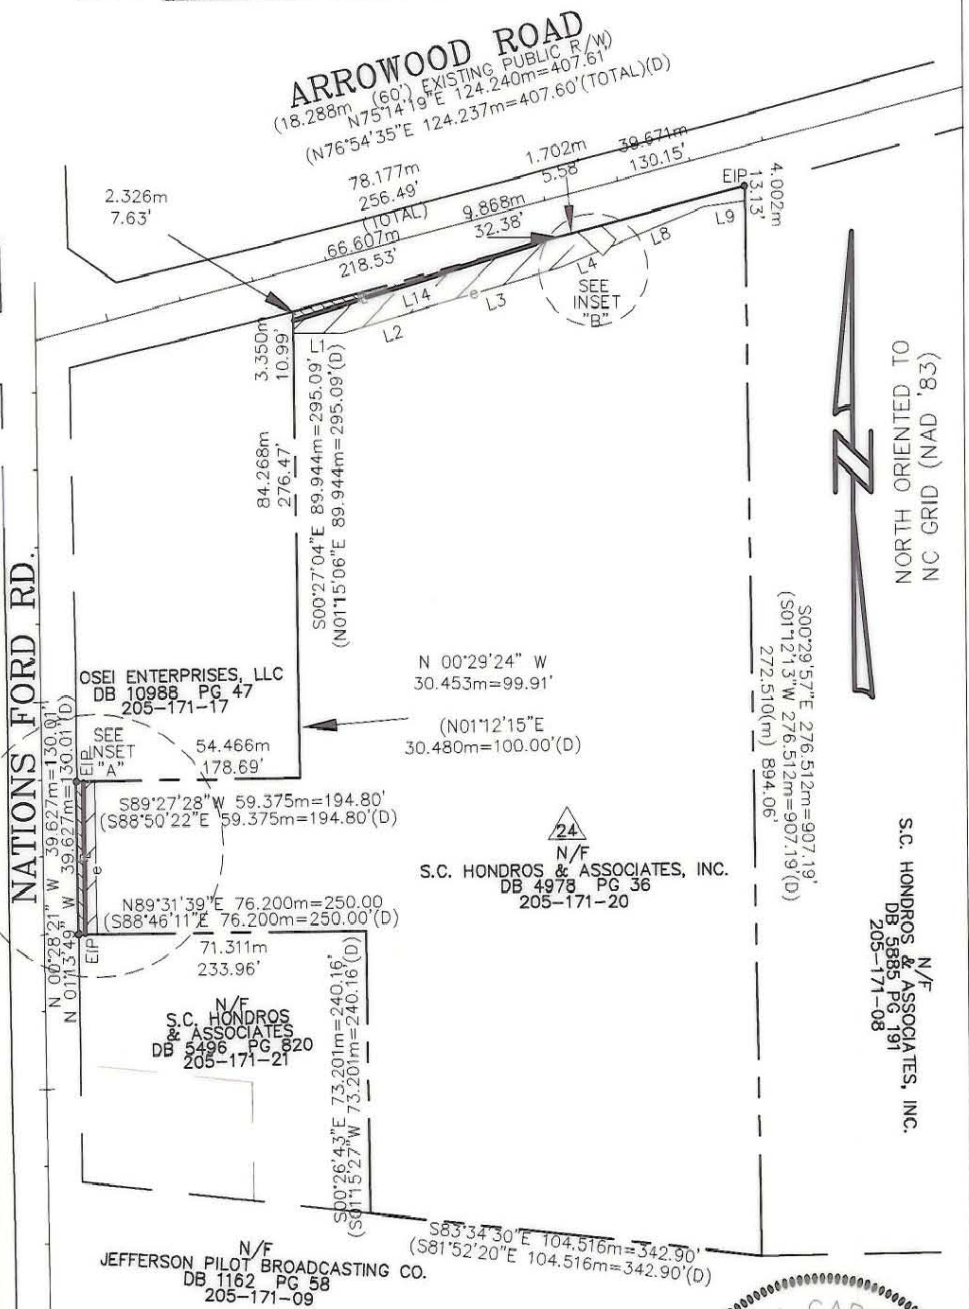 ARROWOOD ROAD
(18.288m (60') EXISTING PUBLIC R/W)
N75°14'19"E 124.240m=407.61'
(N76°54'35"E 124.237m=407.60'(TOTAL)(D)
2.326m
7.63'
78.177m
256.49'
(TOTAL)
66.607m
218.53'
9.868m
32.38'
1.702m
5.58'
39.671m
130.15'
EIP
4.002m
13.13'
L9
L8
L4
L3
L14
L2
L1
e
SEE
INSET
"B"
3.350m
10.99'
84.268m
276.47'
S00°27'04"E 89.944m=295.09'
(N01°15'06"E 89.944m=295.09'(D)
NORTH ORIENTED TO
NC GRID (NAD '83)
N
NATIONS FORD RD.
OSEI ENTERPRISES, LLC
DB 10988 PG 47
205-171-17
N 00°29'24" W
30.453m=99.91'
(N01°12'15"E
30.480m=100.00'(D)
SEE
INSET
"A"
54.466m
178.69'
EIP
N 00°28'21" W 39.627m=130.01'
N 01°13'49" W 39.627m=130.01'(D)
S89°27'28"W 59.375m=194.80'
(S88°50'22"E 59.375m=194.80'(D)
e
N89°31'39"E 76.200m=250.00
(S88°46'11"E 76.200m=250.00'(D)
EIP
71.311m
233.96'
24
N/F
S.C. HONDROS & ASSOCIATES, INC.
DB 4978 PG 36
205-171-20
S00°29'57"E 276.512m=907.19'
(S01°12'13"W 276.512m=907.19'(D)
272.510(m) 894.06'
N/F
S.C. HONDROS & ASSOCIATES, INC.
DB 5885 PG 191
205-171-08
N/F
S.C. HONDROS
& ASSOCIATES
DB 5496 PG 820
205-171-21
S00°26'43"E 73.201m=240.16'
(S01°15'27"W 73.201m=240.16'(D)
S83°34'30"E 104.516m=342.90'
(S81°52'20"E 104.516m=342.90'(D)
N/F
JEFFERSON PILOT BROADCASTING CO.
DB 1162 PG 58
205-171-09